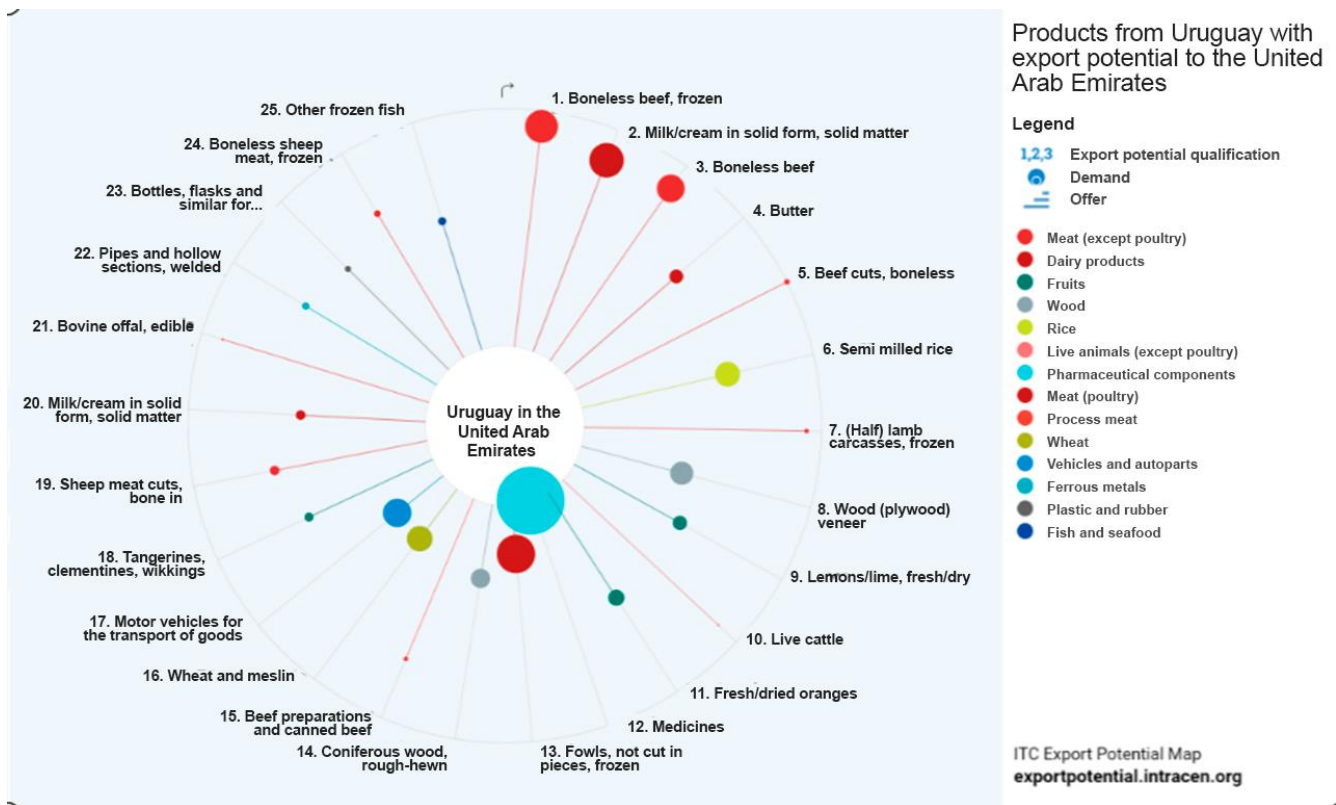 Products from Uruguay with
export potential to the United
Arab Emirates
Legend
1,2,3 Export potential qualification
Demand
Offer
Meat (except poultry)
Dairy products
Fruits
Wood
Rice
Live animals (except poultry)
Pharmaceutical components
Meat (poultry)
Process meat
Wheat
Vehicles and autoparts
Ferrous metals
Plastic and rubber
Fish and seafood
ITC Export Potential Map
exportpotential.intracen.org
Uruguay in the
United Arab
Emirates
1. Boneless beef, frozen
2. Milk/cream in solid form, solid matter
3. Boneless beef
4. Butter
5. Beef cuts, boneless
6. Semi milled rice
7. (Half) lamb
carcasses, frozen
8. Wood (plywood)
veneer
9. Lemons/lime, fresh/dry
10. Live cattle
11. Fresh/dried oranges
12. Medicines
13. Fowls, not cut in
pieces, frozen
14. Coniferous wood,
rough-hewn
15. Beef preparations
and canned beef
16. Wheat and meslin
17. Motor vehicles for
the transport of goods
18. Tangerines,
clementines, wikkings
19. Sheep meat cuts,
bone in
20. Milk/cream in solid
form, solid matter
21. Bovine offal, edible
22. Pipes and hollow
sections, welded
23. Bottles, flasks and
similar for...
24. Boneless sheep
meat, frozen
25. Other frozen fish